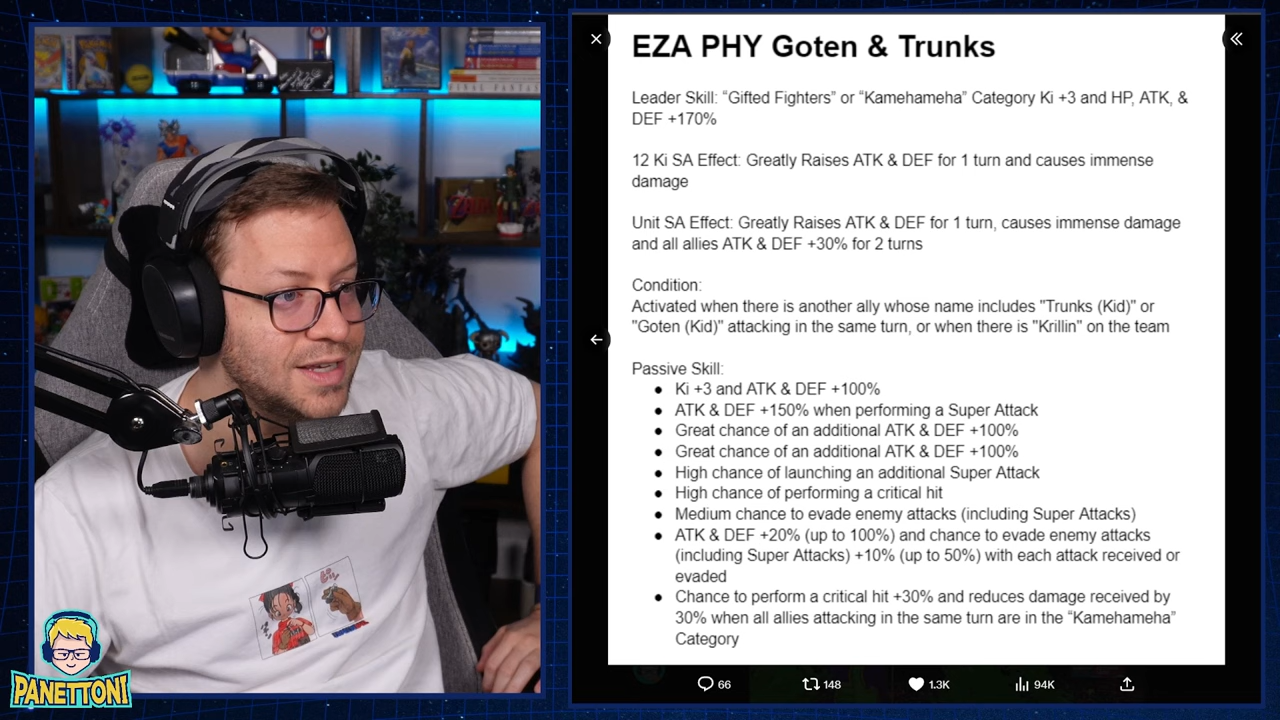 EZA PHY Goten & Trunks
Leader Skill: “Gifted Fighters” or “Kamehameha” Category Ki +3 and HP, ATK, &
DEF +170%
12 Ki SA Effect: Greatly Raises ATK & DEF for 1 turn and causes immense
damage
Unit SA Effect: Greatly Raises ATK & DEF for 1 turn, causes immense damage
and all allies ATK & DEF +30% for 2 turns
Condition:
Activated when there is another ally whose name includes "Trunks (Kid)" or
"Goten (Kid)" attacking in the same turn, or when there is "Krillin" on the team
Passive Skill:
● Ki +3 and ATK & DEF +100%
● ATK & DEF +150% when performing a Super Attack
● Great chance of an additional ATK & DEF +100%
● Great chance of an additional ATK & DEF +100%
● High chance of launching an additional Super Attack
● High chance of performing a critical hit
● Medium chance to evade enemy attacks (including Super Attacks)
● ATK & DEF +20% (up to 100%) and chance to evade enemy attacks
(including Super Attacks) +10% (up to 50%) with each attack received or
evaded
● Chance to perform a critical hit +30% and reduces damage received by
30% when all allies attacking in the same turn are in the “Kamehameha”
Category
66 148 1.3K 94K
PANETTONI